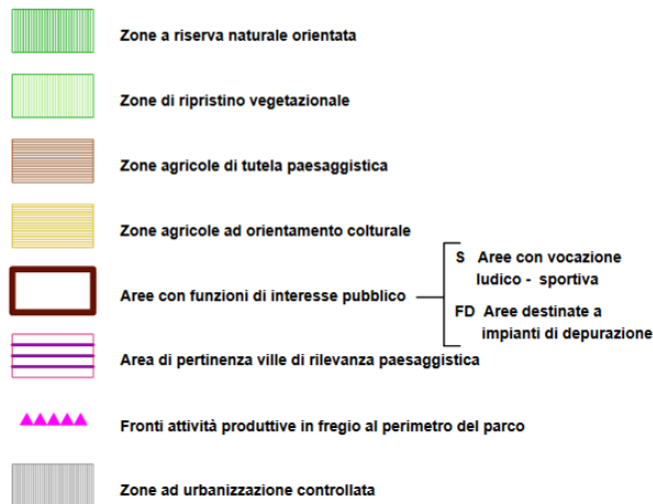 Zone a riserva naturale orientata
Zone di ripristino vegetazionale
Zone agricole di tutela paesaggistica
Zone agricole ad orientamento colturale
Aree con funzioni di interesse pubblico
S Aree con vocazione
ludico - sportiva
FD Aree destinate a
impianti di depurazione
Area di pertinenza ville di rilevanza paesaggistica
Fronti attività produttive in fregio al perimetro del parco
Zone ad urbanizzazione controllata